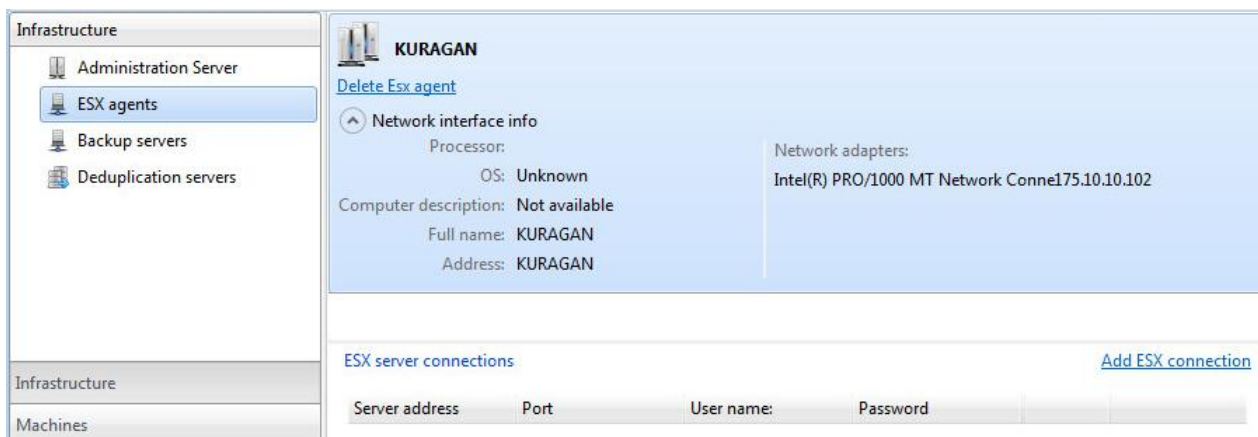 Infrastructure
Administration Server
ESX agents
Backup servers
Deduplication servers
Infrastructure
Machines
KURAGAN
Delete Esx agent
Network interface info
Processor:
OS: Unknown
Computer description: Not available
Full name: KURAGAN
Address: KURAGAN
Network adapters:
Intel(R) PRO/1000 MT Network Conne175.10.10.102
ESX server connections Add ESX connection
Server address Port User name: Password